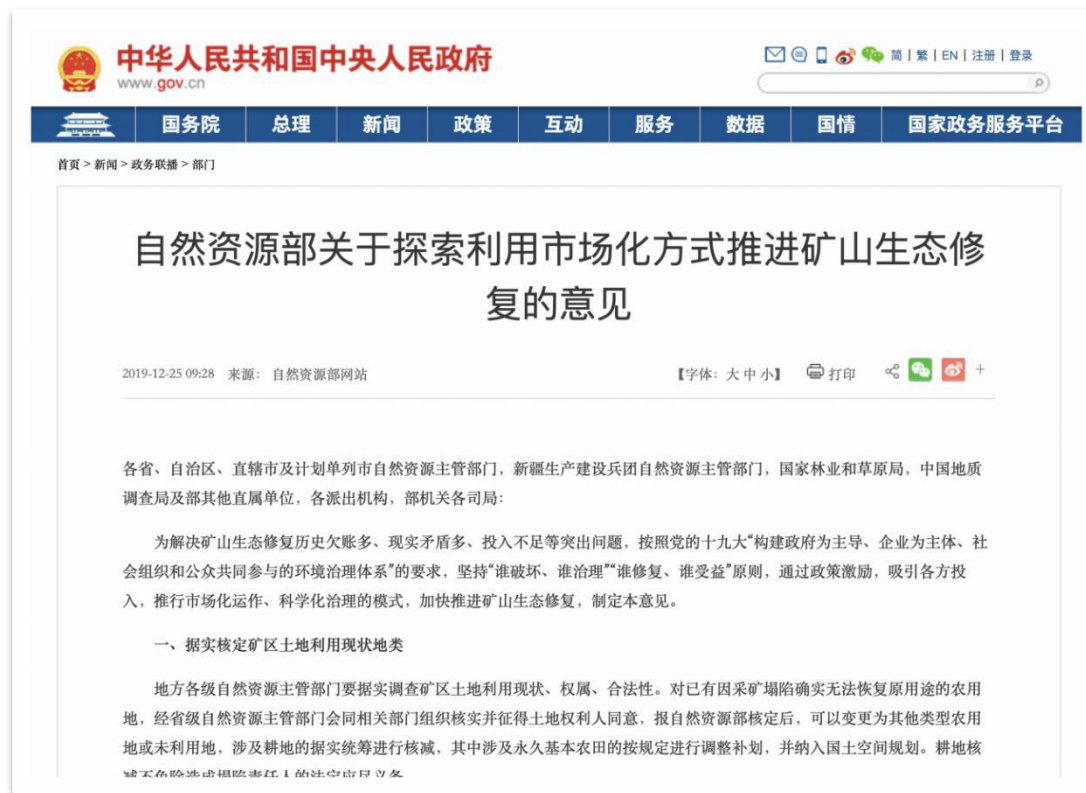 中华人民共和国中央人民政府
www.gov.cn
简 | 繁 | EN | 注册 | 登录
国务院 总理 新闻 政策 互动 服务 数据 国情 国家政务服务平台
首页 > 新闻 > 政务联播 > 部门
自然资源部关于探索利用市场化方式推进矿山生态修
复的意见
2019-12-25 09:28 来源： 自然资源部网站 【字体：大 中 小】 打印 +
各省、自治区、直辖市及计划单列市自然资源主管部门，新疆生产建设兵团自然资源主管部门，国家林业和草原局，中国地质
调查局及部其他直属单位，各派出机构，部机关各司局：
为解决矿山生态修复历史欠账多、现实矛盾多、投入不足等突出问题，按照党的十九大“构建政府为主导、企业为主体、社
会组织和公众共同参与的环境治理体系”的要求，坚持“谁破坏、谁治理”“谁修复、谁受益”原则，通过政策激励，吸引各方投
入，推行市场化运作、科学化治理的模式，加快推进矿山生态修复，制定本意见。
一、据实核定矿区土地利用现状地类
地方各级自然资源主管部门要据实调查矿区土地利用现状、权属、合法性。对已有因采矿塌陷确实无法恢复原用途的农用
地，经省级自然资源主管部门会同相关部门组织核实并征得土地权利人同意，报自然资源部核定后，可以变更为其他类型农用
地或未利用地，涉及耕地的据实统筹进行核减，其中涉及永久基本农田的按规定进行调整补划，并纳入国土空间规划。耕地核
减不免除造成塌陷责任人的法定应尽义务。